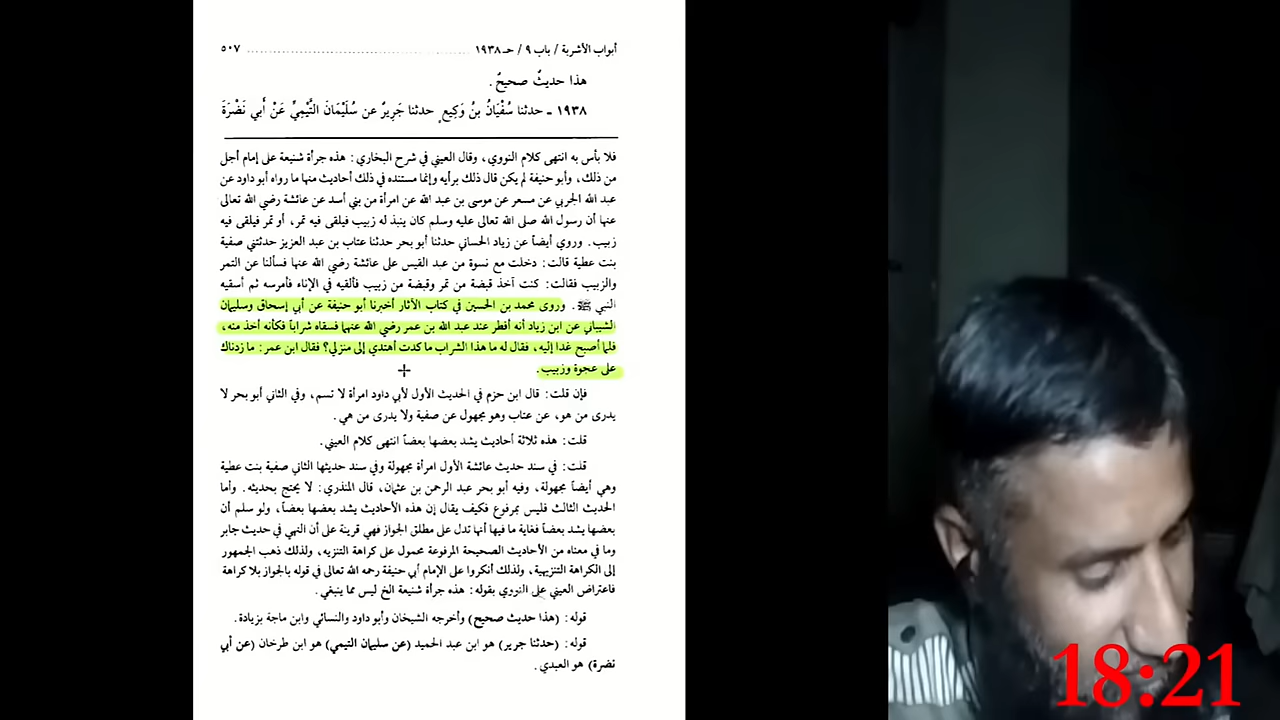 أبواب الأشربة / باب ٩ / حـ ١٩٣٨ ........................................ ٥٠٧
هذا حديثٌ صحيحٌ .
١٩٣٨ ـ حدثنا سُفْيَانُ بنُ وَكِيعٍ حدثنا جَرِيرٌ عن سُلَيْمَانَ التَّيْمِيِّ عَنْ أَبي نَضْرَةَ
فلا بأس به انتهى كلام النووي، وقال العيني في شرح البخاري: هذه جرأة شنيعة على إمام أجل
من ذلك، وأبو حنيفة لم يكن قال ذلك برأيه وإنما مستنده في ذلك أحاديث منها ما رواه أبو داود عن
عبد الله الجربي عن مسعر عن موسى بن عبد الله عن امرأة من بني أسد عن عائشة رضي الله تعالى
عنها أن رسول الله صلى الله تعالى عليه وسلم كان ينبذ له زبيب فيلقى فيه تمر، أو تمر فيلقى فيه
زبيب. وروي أيضاً عن زياد الحساني حدثنا أبو بحر حدثنا عتاب بن عبد العزيز حدثتني صفية
بنت عطية قالت: دخلت مع نسوة من عبد القيس على عائشة رضي الله عنها فسألنا عن التمر
والزبيب فقالت: كنت آخذ قبضة من تمر وقبضة من زبيب فألقيه في الإناء فأمرسه ثم أسقيه
النبي ﷺ. وروى محمد بن الحسين في كتاب الآثار أخبرنا أبو حنيفة عن أبي إسحاق وسليمان
الشيباني عن ابن زياد أنه أفطر عند عبد الله بن عمر رضي الله عنهما فسقاه شراباً فكأنه أخذ منه،
فلما أصبح غدا إليه، فقال له ما هذا الشراب ما كدت أهتدي إلى منزلي؟ فقال ابن عمر: ما زدناك
على عجوة وزبيب.
فإن قلت: قال ابن حزم في الحديث الأول لأبي داود امرأة لا تسم، وفي الثاني أبو بحر لا
يدرى من هو، عن عتاب وهو مجهول عن صفية ولا يدرى من هي.
قلت: هذه ثلاثة أحاديث يشد بعضها بعضاً انتهى كلام العيني.
قلت: في سند حديث عائشة الأول امرأة مجهولة وفي سند حديثها الثاني صفية بنت عطية
وهي أيضاً مجهولة، وفيه أبو بحر عبد الرحمن بن عثمان، قال المنذري: لا يحتج بحديثه. وأما
الحديث الثالث فليس بمرفوع فكيف يقال إن هذه الأحاديث يشد بعضها بعضاً، ولو سلم أن
بعضها يشد بعضاً فغاية ما فيها أنها تدل على مطلق الجواز فهي قرينة على أن النهي في حديث جابر
وما في معناه من الأحاديث الصحيحة المرفوعة محمول على كراهة التنزيه، ولذلك ذهب الجمهور
إلى الكراهة التنزيهية، ولذلك أنكروا على الإمام أبي حنيفة رحمه الله تعالى في قوله بالجواز بلا كراهة
فاعتراض العيني على النووي بقوله: هذه جرأة شنيعة الخ ليس مما ينبغي.
قوله: (هذا حديث صحيح) وأخرجه الشيخان وأبو داود والنسائي وابن ماجة بزيادة.
قوله: (حدثنا جرير) هو ابن عبد الحميد (عن سليمان التيمي) هو ابن طرخان (عن أبي
نضرة) هو العبدي.
18:21